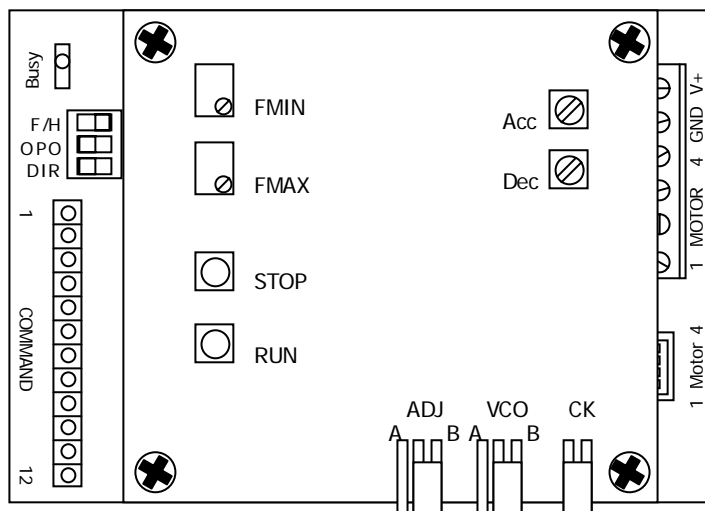 Busy
F/H
OPO
DIR
1
COMMAND
12
FMIN
FMAX
STOP
RUN
Acc
Dec
ADJ
A
B
VCO
A
B
CK
1 MOTOR 4 GND V+
1 Motor 4